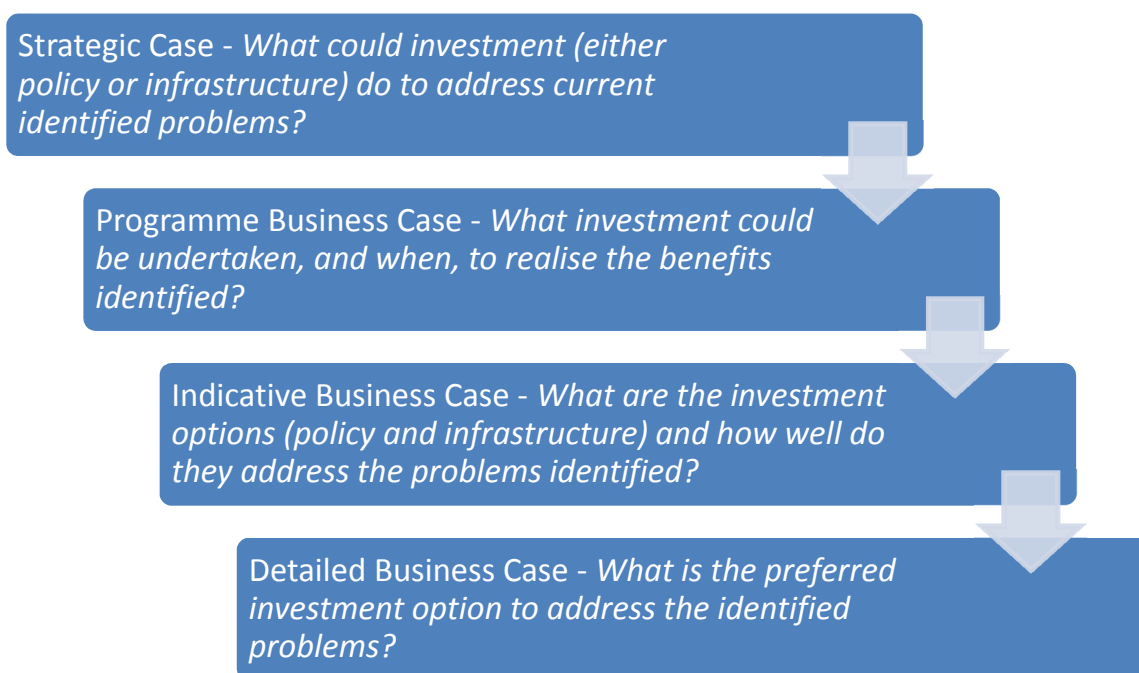 Strategic Case - What could investment (either
policy or infrastructure) do to address current
identified problems?
Programme Business Case - What investment could
be undertaken, and when, to realise the benefits
identified?
Indicative Business Case - What are the investment
options (policy and infrastructure) and how well do
they address the problems identified?
Detailed Business Case - What is the preferred
investment option to address the identified
problems?